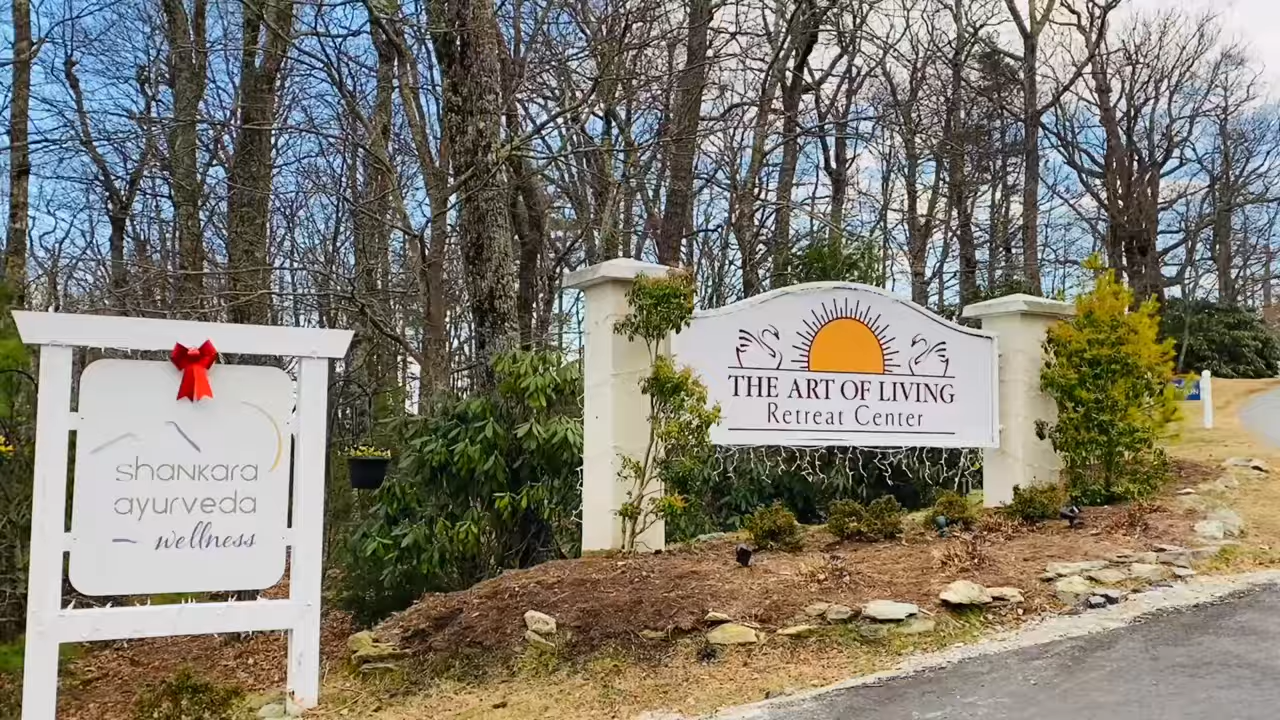 shankara
ayurveda
wellness
THE ART OF LIVING
Retreat Center